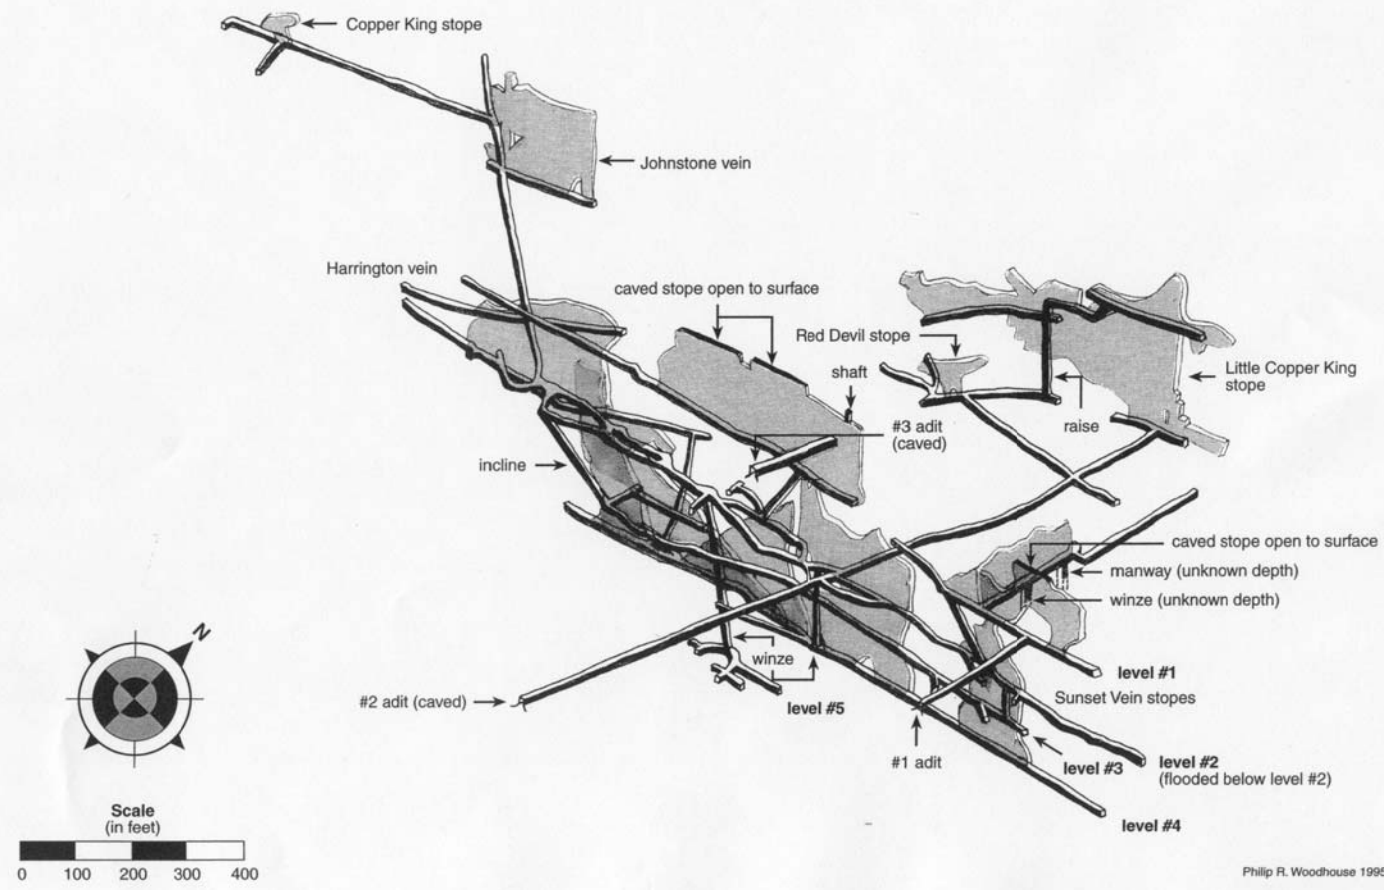 Copper King stope
Johnstone vein
Harrington vein
caved stope open to surface
Red Devil stope
shaft
Little Copper King
stope
#3 adit
(caved)
raise
incline
caved stope open to surface
manway (unknown depth)
winze (unknown depth)
N
winze
level #1
#2 adit (caved)
Sunset Vein stopes
level #5
#1 adit
level #3
level #2
(flooded below level #2)
level #4
Scale
(in feet)
0 100 200 300 400
Philip R. Woodhouse 1995